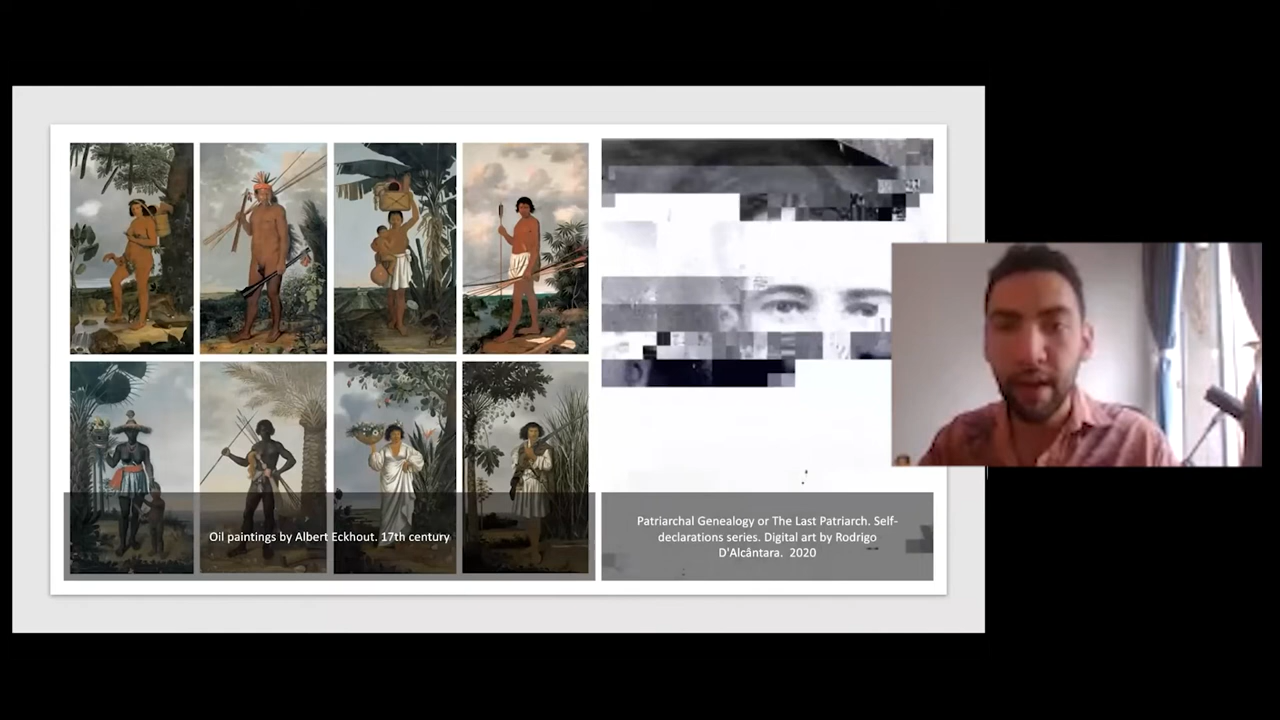 Oil paintings by Albert Eckhout. 17th century
Patriarchal Genealogy or The Last Patriarch. Self-
declarations series. Digital art by Rodrigo
D'Alcântara.  2020